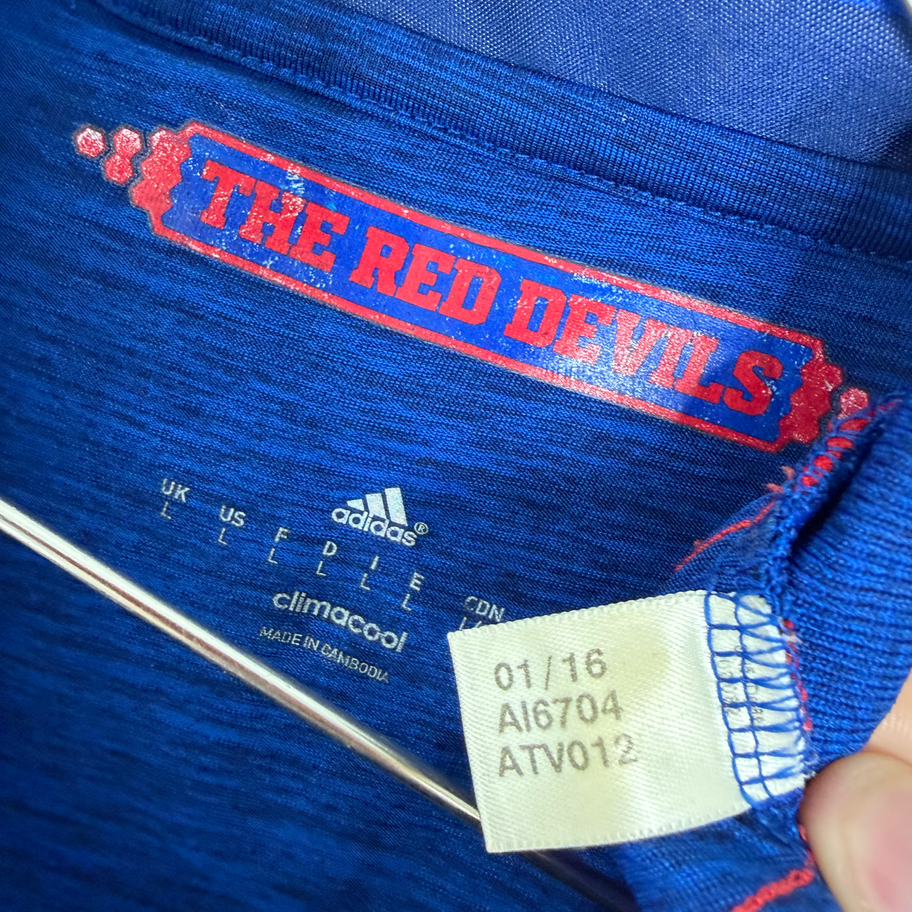 THE RED DEVILS
adidas®
UK US F D I E CDN
L L L L L L
climacool
MADE IN CAMBODIA
01/16
AI6704
ATV012